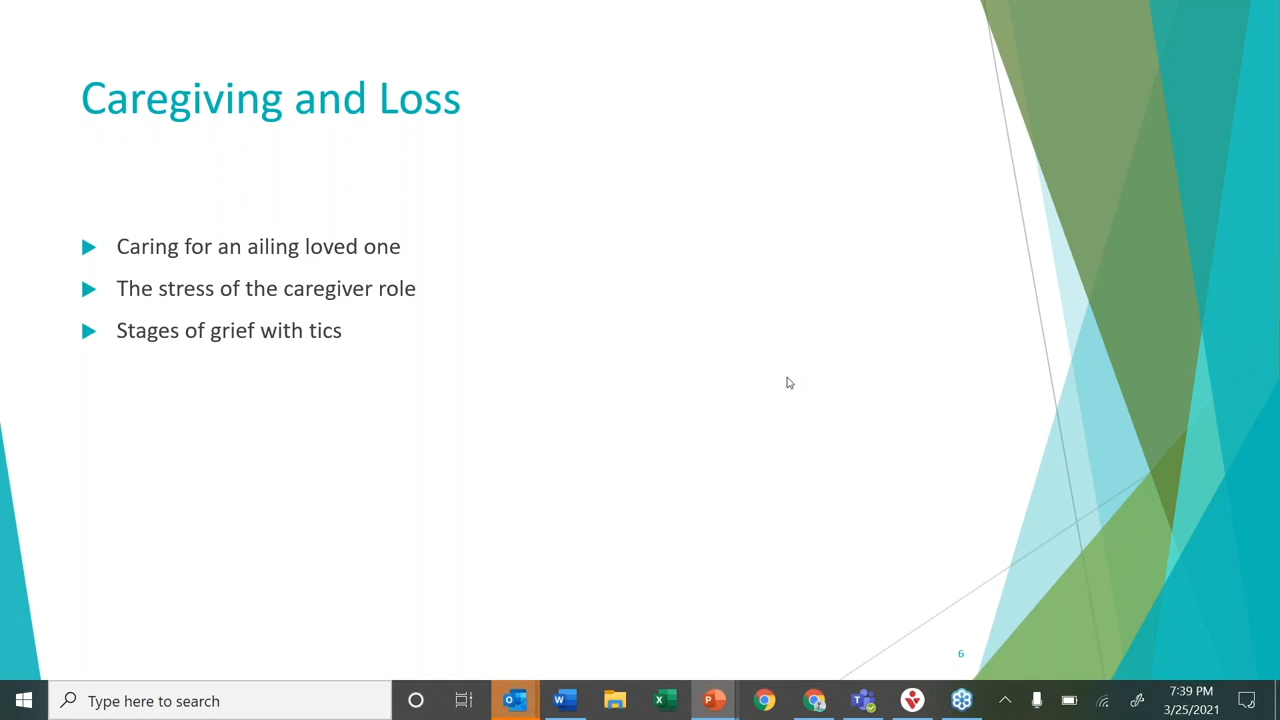 Caregiving and Loss
Caring for an ailing loved one
The stress of the caregiver role
Stages of grief with tics
6
Type here to search
7:39 PM
3/25/2021